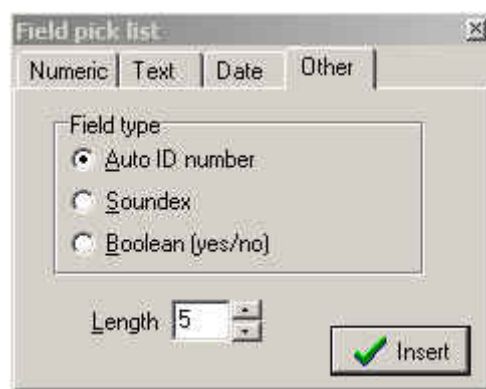 Field pick list
Numeric Text Date Other
Field type
Auto ID number
Soundex
Boolean (yes/no)
Length 5
Insert